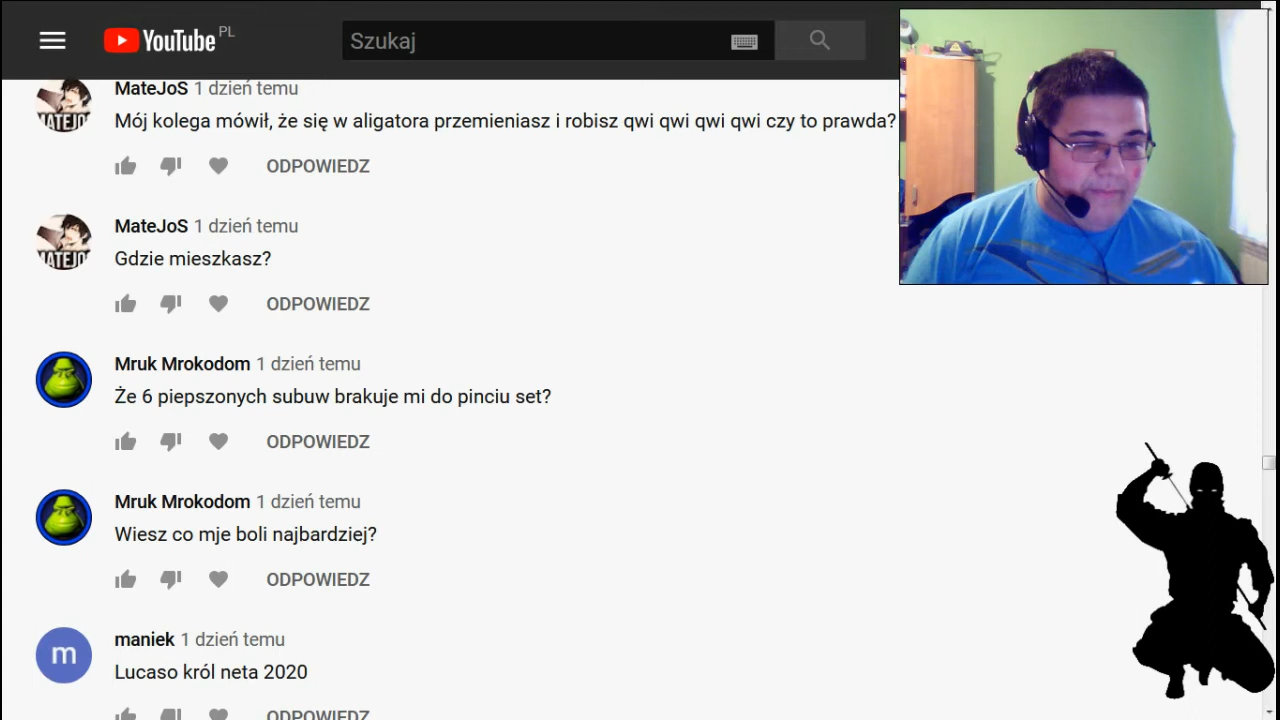 YouTube PL
Szukaj
MateJoS 1 dzień temu
Mój kolega mówił, że się w aligatora przemieniasz i robisz qwi qwi qwi qwi czy to prawda?
ODPOWIEDZ
MATEJO
MateJoS 1 dzień temu
Gdzie mieszkasz?
ODPOWIEDZ
MATEJO
Mruk Mrokodom 1 dzień temu
Że 6 piepszonych subuw brakuje mi do pinciu set?
ODPOWIEDZ
Mruk Mrokodom 1 dzień temu
Wiesz co mje boli najbardziej?
ODPOWIEDZ
m
maniek 1 dzień temu
Lucaso król neta 2020
ODPOWIEDZ